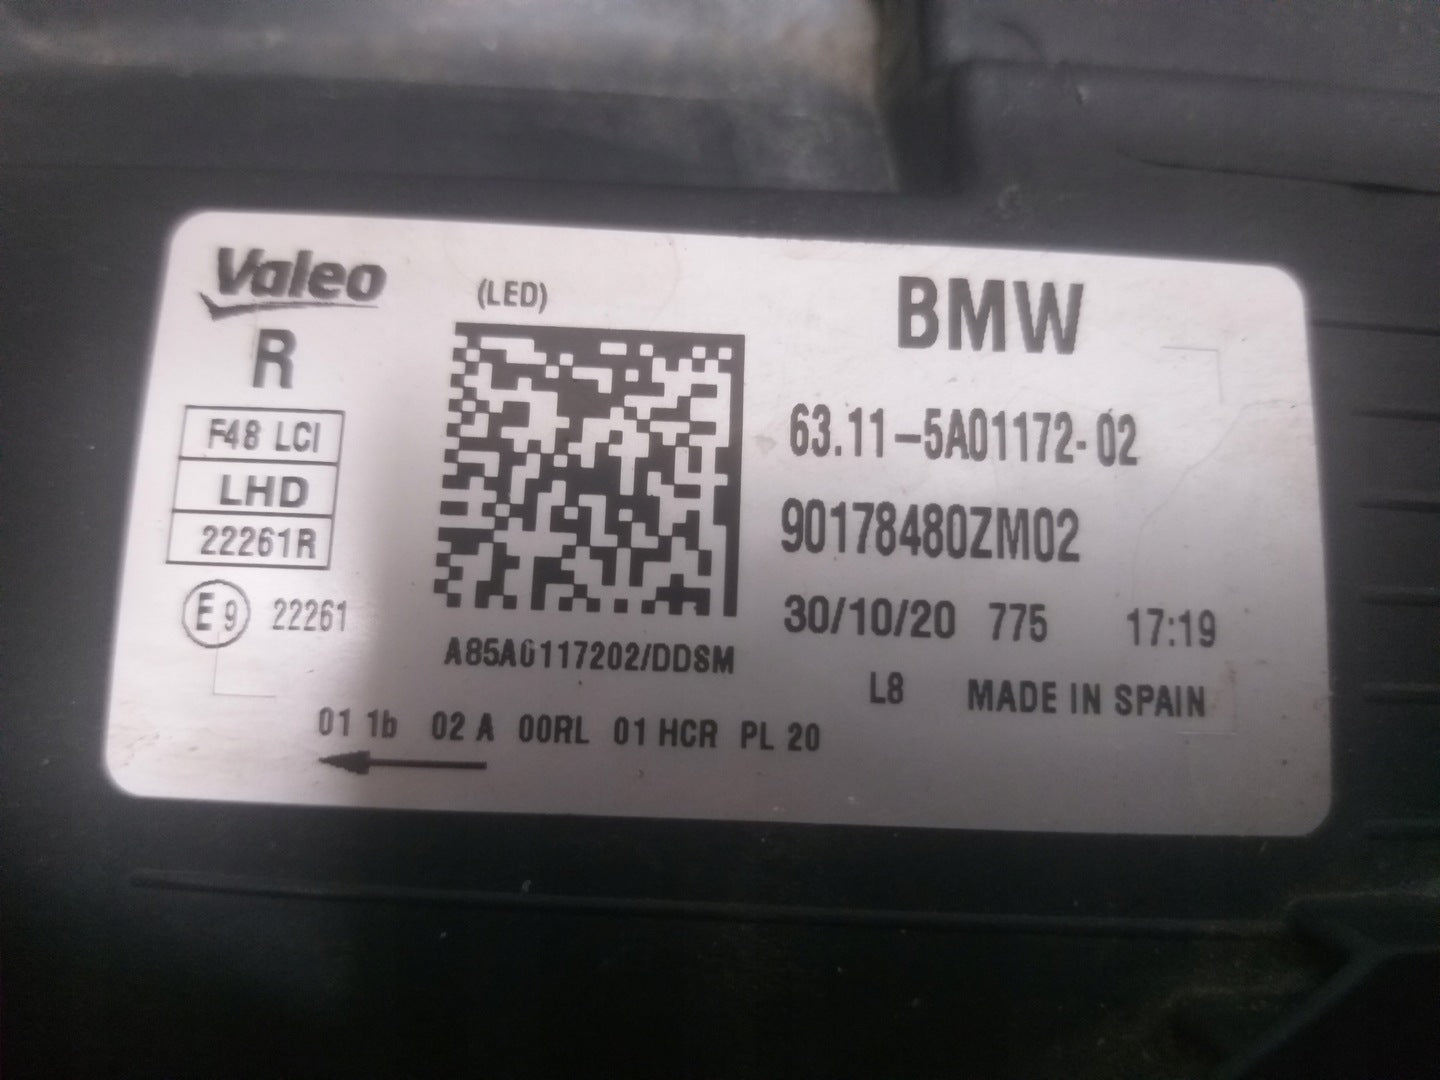 Valeo
(LED)
BMW
R
F48 LCI
LHD
22261R
E9 22261
63.11-5A01172-02
90178480ZM02
30/10/20 775 17:19
A85A0117202/DDSM
L8 MADE IN SPAIN
01 1b 02 A 00RL 01 HCR PL 20